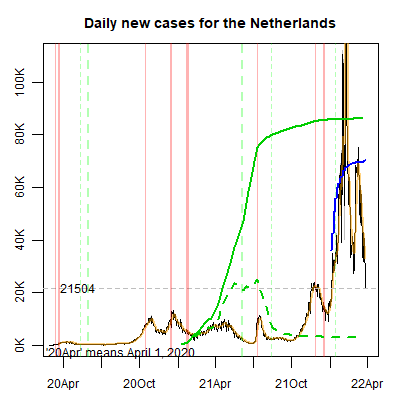 Daily new cases for the Netherlands
100K
80K
60K
40K
20K
0K
21504
'20Apr means April 1, 2020
20Apr
20Oct
21Apr
21Oct
22Apr